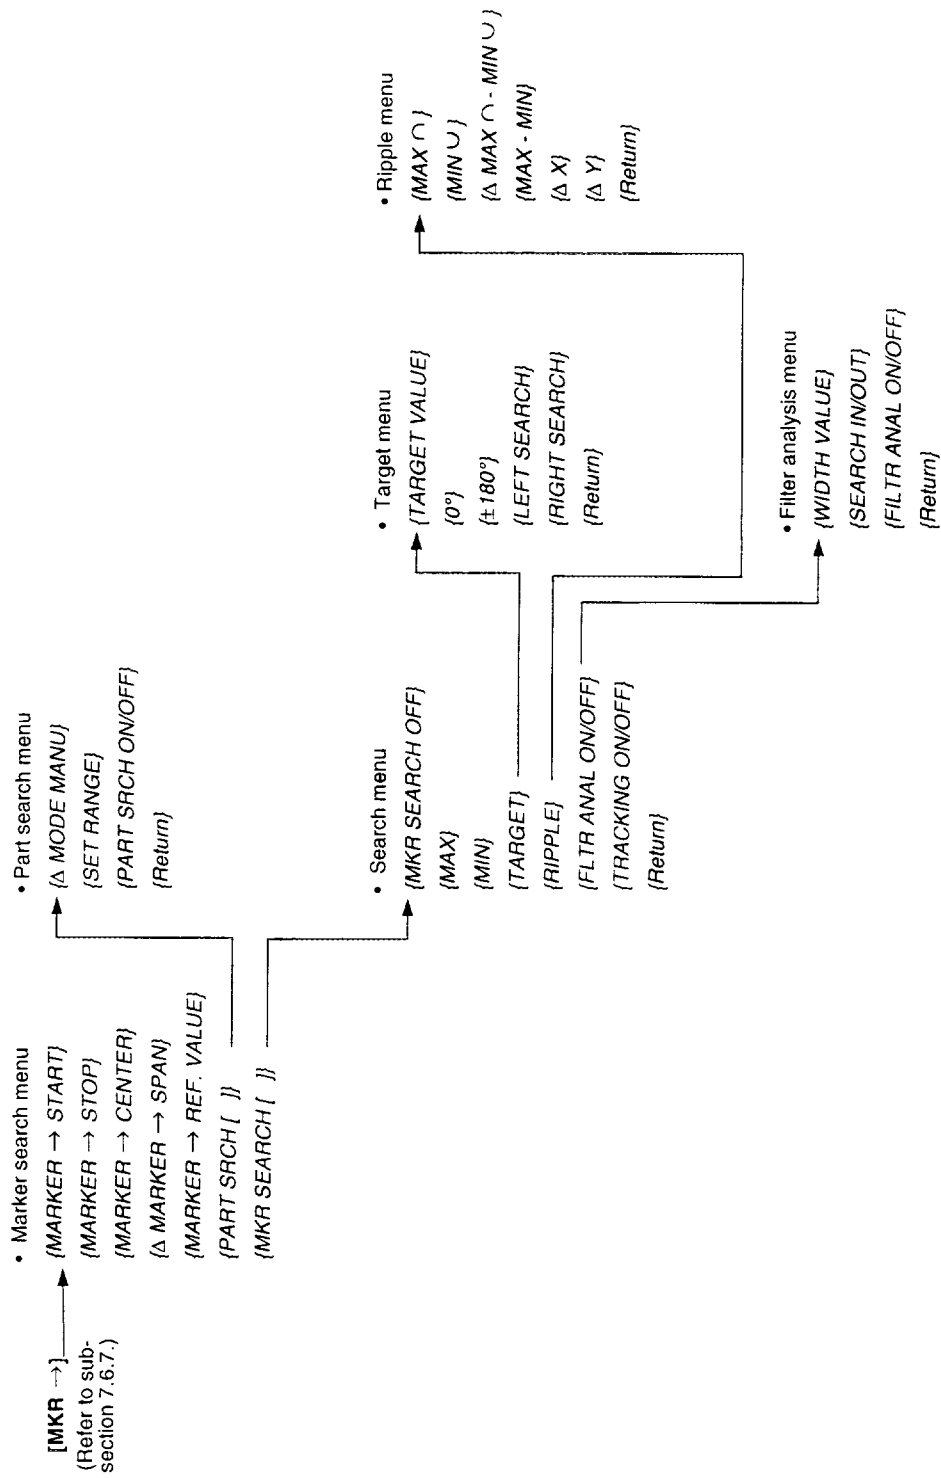 [MKR →]
(Refer to sub-
section 7.6.7.)
• Marker search menu
{MARKER → START}
{MARKER → STOP}
{MARKER → CENTER}
{Δ MARKER → SPAN}
{MARKER → REF. VALUE}
{PART SRCH [ ]}
{MKR SEARCH [ ]}
• Part search menu
{Δ MODE MANU}
{SET RANGE}
{PART SRCH ON/OFF}
{Return}
• Search menu
{MKR SEARCH OFF}
{MAX}
{MIN}
{TARGET}
{RIPPLE}
{FLTR ANAL ON/OFF}
{TRACKING ON/OFF}
{Return}
• Target menu
{TARGET VALUE}
{0°}
{±180°}
{LEFT SEARCH}
{RIGHT SEARCH}
{Return}
• Filter analysis menu
{WIDTH VALUE}
{SEARCH IN/OUT}
{FILTR ANAL ON/OFF}
{Return}
• Ripple menu
{MAX ∩}
{MIN ∪}
{Δ MAX ∩ - MIN ∪}
{MAX - MIN}
{Δ X}
{Δ Y}
{Return}